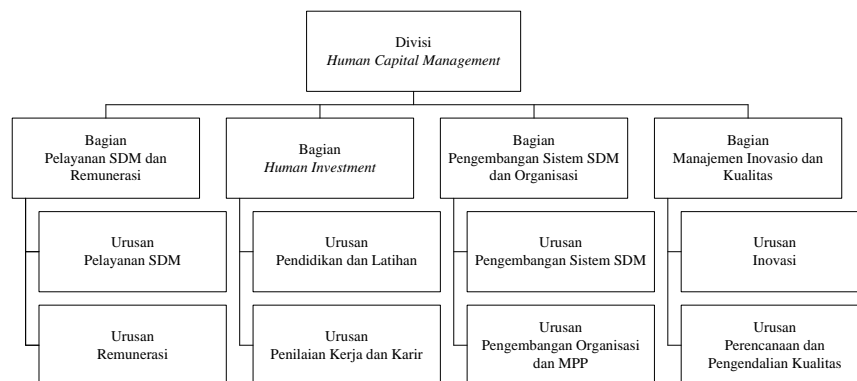 Divisi
Human Capital Management
Bagian
Pelayanan SDM dan
Remunerasi
Bagian
Human Investment
Bagian
Pengembangan Sistem SDM
dan Organisasi
Bagian
Manajemen Inovasio dan
Kualitas
Urusan
Pelayanan SDM
Urusan
Pendidikan dan Latihan
Urusan
Pengembangan Sistem SDM
Urusan
Inovasi
Urusan
Remunerasi
Urusan
Penilaian Kerja dan Karir
Urusan
Pengembangan Organisasi
dan MPP
Urusan
Perencanaan dan
Pengendalian Kualitas